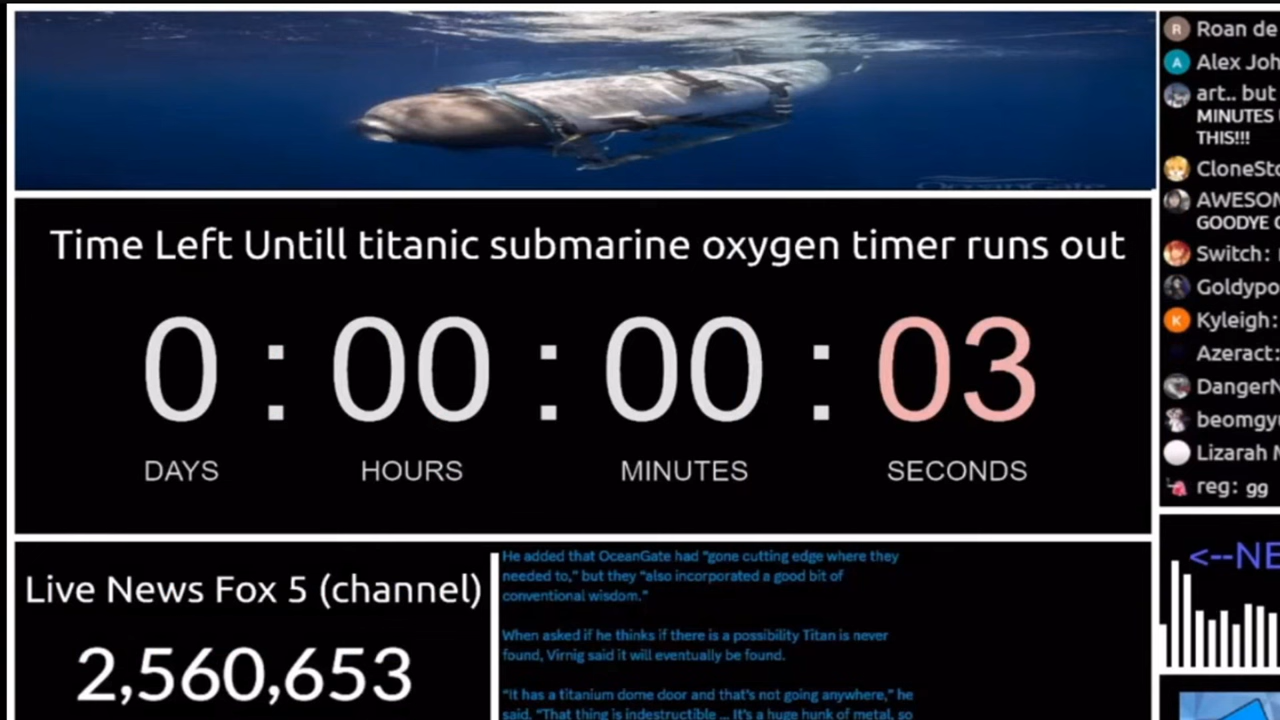 OceanGate
Time Left Untill titanic submarine oxygen timer runs out
0 : 00 : 00 : 03
DAYS HOURS MINUTES SECONDS
Live News Fox 5 (channel)
2,560,653
He added that OceanGate had "gone cutting edge where they
needed to," but they "also incorporated a good bit of
conventional wisdom."
When asked if he thinks if there is a possibility Titan is never
found, Virnig said it will eventually be found.
"It has a titanium dome door and that's not going anywhere," he
said. "That thing is indestructible ... It's a huge hunk of metal, so
R Roan de
A Alex Joh
art.. but
MINUTES
THIS!!!
CloneSto
AWESOM
GOODYE
Switch:
Goldypo
K Kyleigh:
Azeract:
DangerN
beomgyu
Lizarah
reg: gg
<--NE